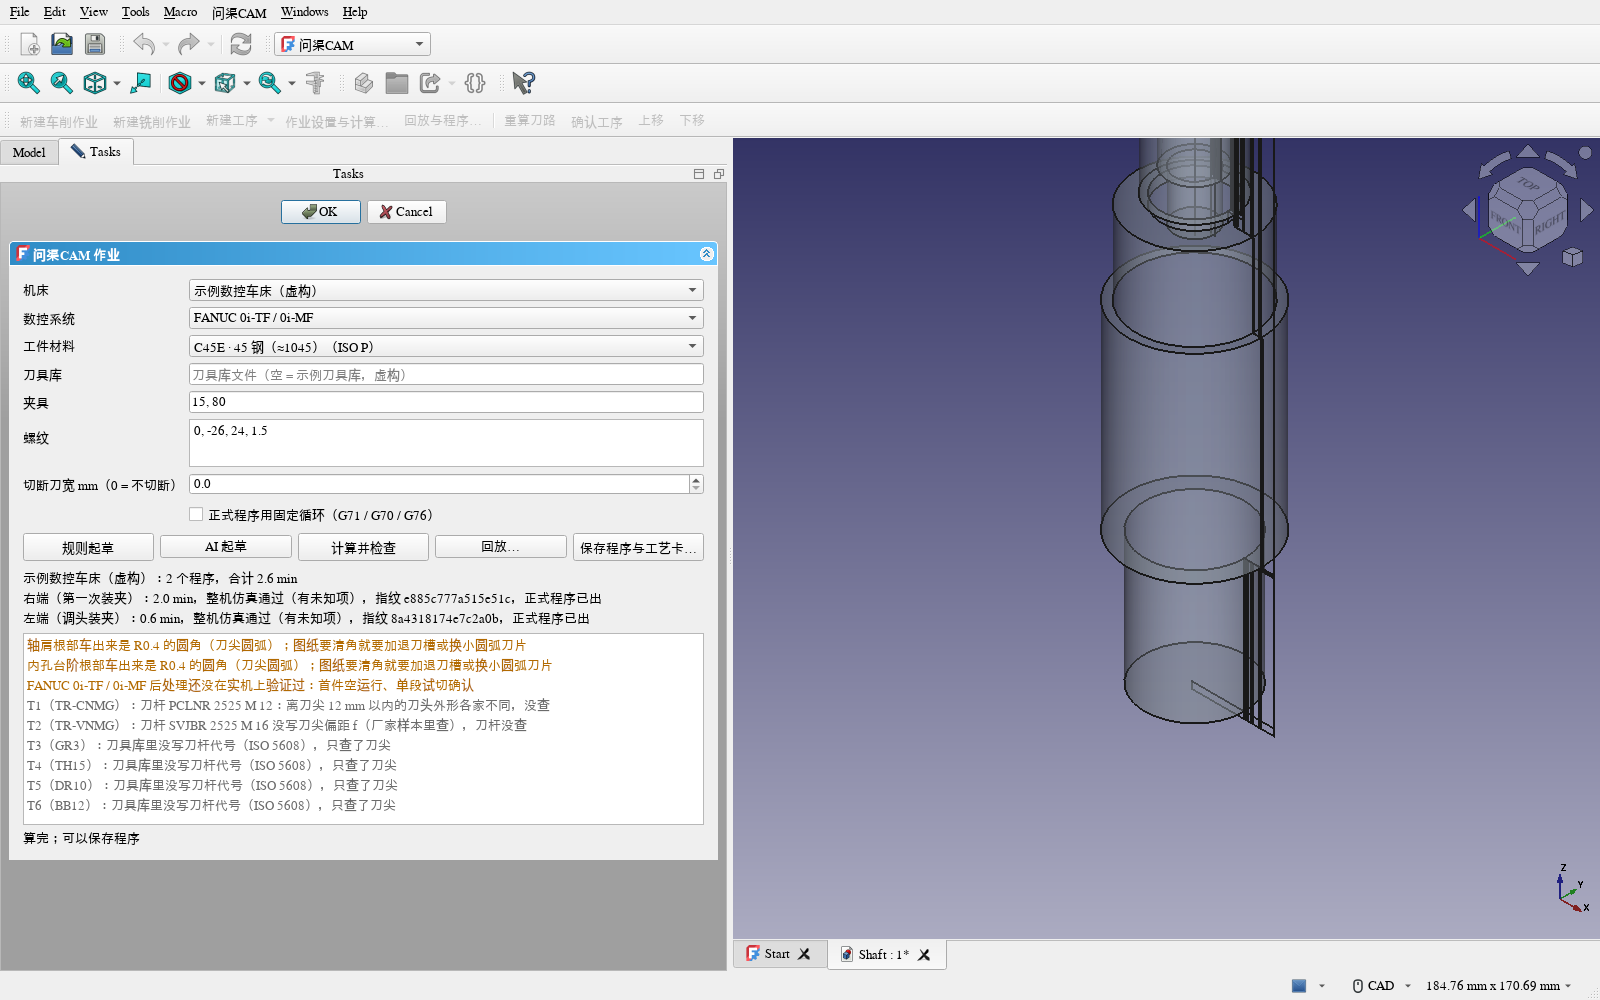 File Edit View Tools Macro 问渠CAM Windows Help
问渠CAM
新建车削作业 新建铣削作业 新建工序 作业设置与计算… 回放与程序… 重算刀路 确认工序 上移 下移
Model Tasks
Tasks
OK Cancel
问渠CAM 作业
机床 示例数控车床（虚构）
数控系统 FANUC 0i-TF / 0i-MF
工件材料 C45E · 45 钢（≈1045）（ISO P）
刀具库 刀具库文件（空 = 示例刀具库，虚构）
夹具 15, 80
螺纹 0, -26, 24, 1.5
切断刀宽 mm（0 = 不切断） 0.0
正式程序用固定循环（G71 / G70 / G76）
规则起草 AI 起草 计算并检查 回放… 保存程序与工艺卡…
示例数控车床（虚构）：2 个程序，合计 2.6 min
右端（第一次装夹）：2.0 min，整机仿真通过（有未知项），指纹 e885c777a515e51c，正式程序已出
左端（调头装夹）：0.6 min，整机仿真通过（有未知项），指纹 8a4318174e7c2a0b，正式程序已出
轴肩根部车出来是 R0.4 的圆角（刀尖圆弧）；图纸要清角就要加退刀槽或换小圆弧刀片
内孔台阶根部车出来是 R0.4 的圆角（刀尖圆弧）；图纸要清角就要加退刀槽或换小圆弧刀片
FANUC 0i-TF / 0i-MF 后处理还没在实机上验证过：首件空运行、单段试切确认
T1（TR-CNMG）：刀杆 PCLNR 2525 M 12：离刀尖 12 mm 以内的刀头外形各家不同，没查
T2（TR-VNMG）：刀杆 SVJBR 2525 M 16 没写刀尖偏距 f（厂家样本里查），刀杆没查
T3（GR3）：刀具库里没写刀杆代号（ISO 5608），只查了刀尖
T4（TH15）：刀具库里没写刀杆代号（ISO 5608），只查了刀尖
T5（DR10）：刀具库里没写刀杆代号（ISO 5608），只查了刀尖
T6（BB12）：刀具库里没写刀杆代号（ISO 5608），只查了刀尖
算完；可以保存程序
TOP
FRONT RIGHT
Z
Y
X
Start Shaft : 1*
CAD 184.76 mm x 170.69 mm